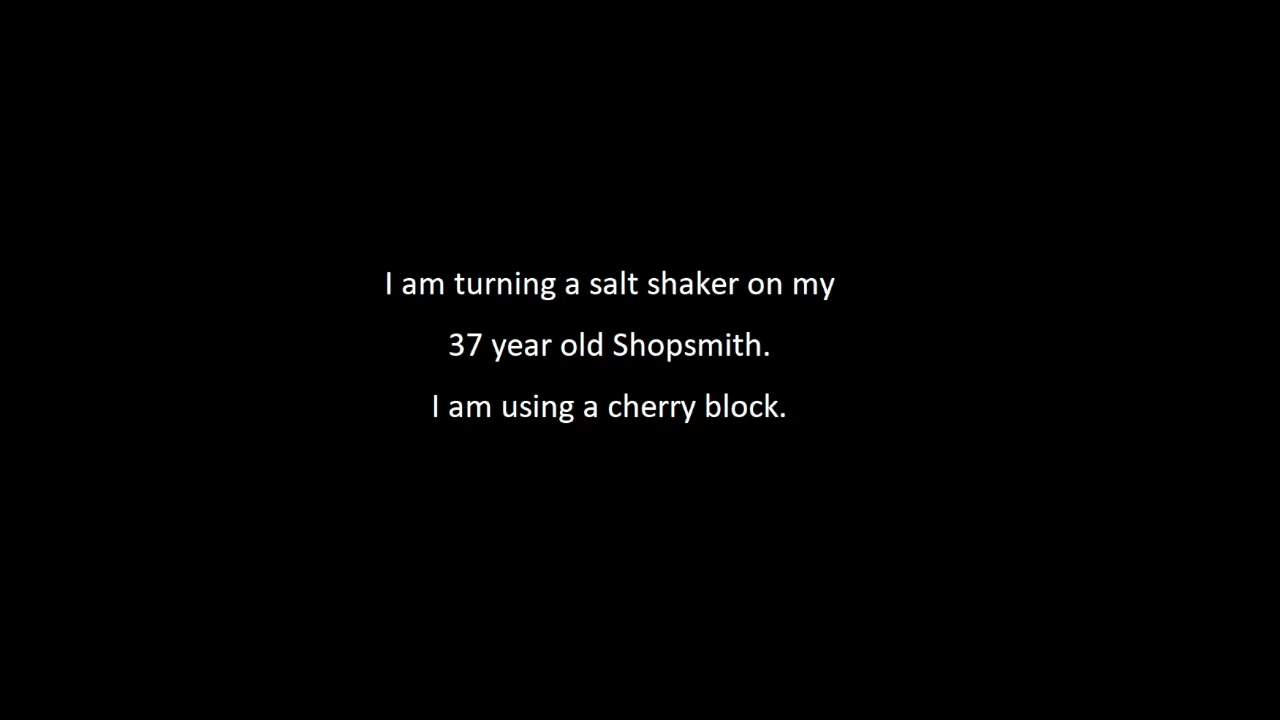 I am turning a salt shaker on my
37 year old Shopsmith.
I am using a cherry block.